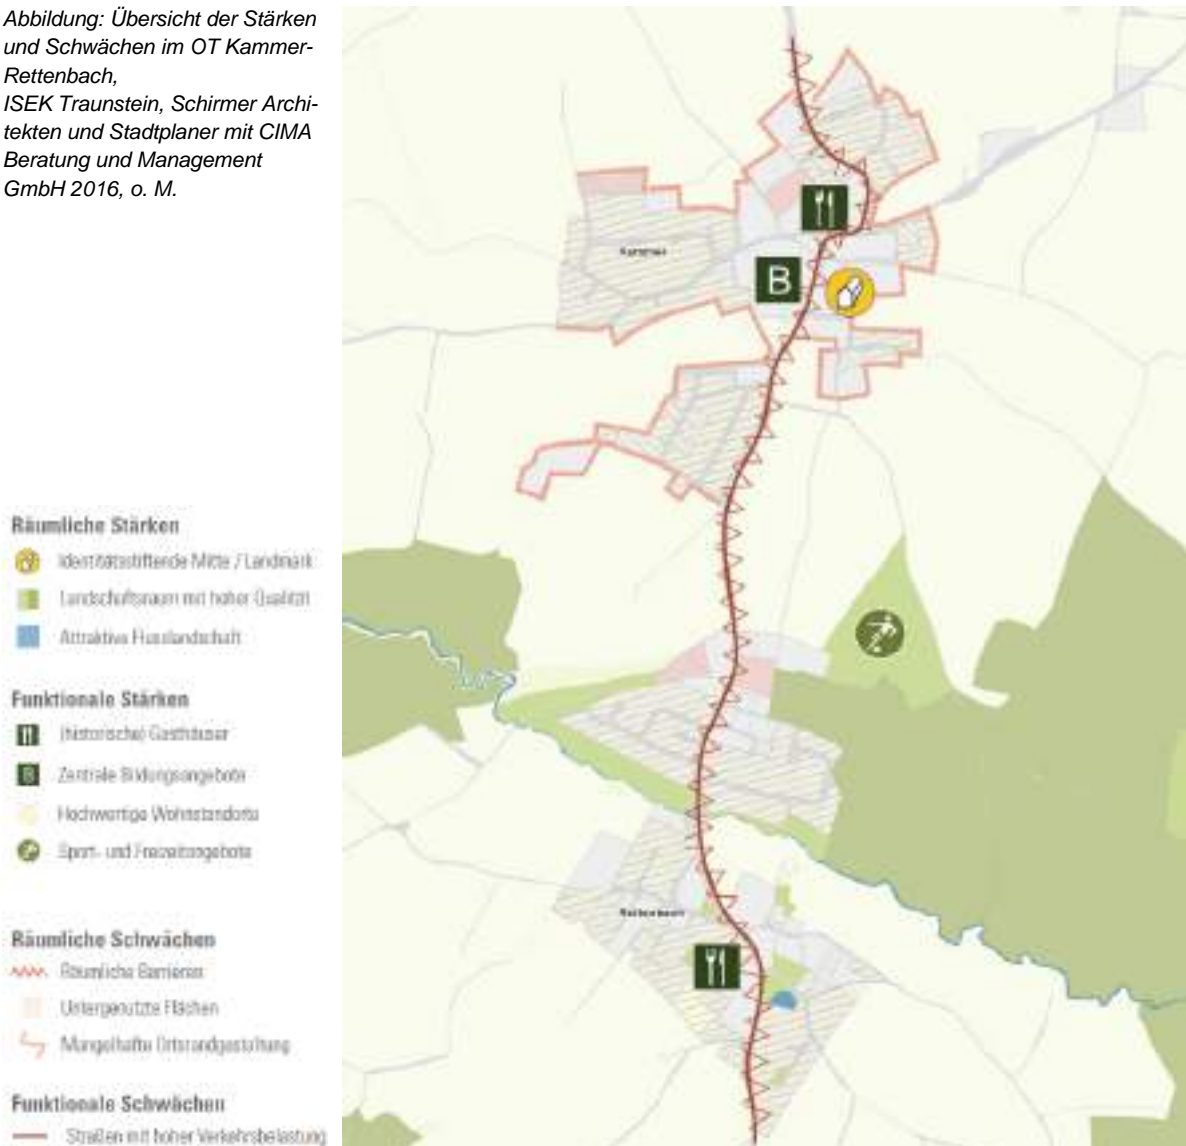 Abbildung: Übersicht der Stärken
und Schwächen im OT Kammer-
Rettenbach,
ISEK Traunstein, Schirmer Archi-
tekten und Stadtplaner mit CIMA
Beratung und Management
GmbH 2016, o. M.
Räumliche Stärken
Identitätsstiftende Mitte / Landmark
Landschaftsraum mit hoher Qualität
Attraktive Flusslandschaft
Funktionale Stärken
(historische) Gasthäuser
B Zentrale Bildungsangebote
Hochwertige Wohnstandorte
Sport- und Freizeitangebote
Räumliche Schwächen
Räumliche Barrieren
Untergenutzte Flächen
Mangelhafte Ortsrandgestaltung
Funktionale Schwächen
Straßen mit hoher Verkehrsbelastung
Kammer
B
Rettenbach